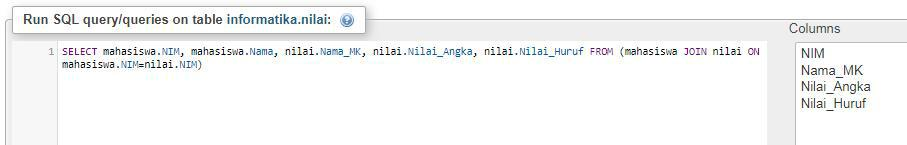 Run SQL query/queries on table informatika.nilai:
Columns
1 SELECT mahasiswa.NIM, mahasiswa.Nama, nilai.Nama_MK, nilai.Nilai_Angka, nilai.Nilai_Huruf FROM (mahasiswa JOIN nilai ON
mahasiswa.NIM=nilai.NIM)
NIM
Nama_MK
Nilai_Angka
Nilai_Huruf